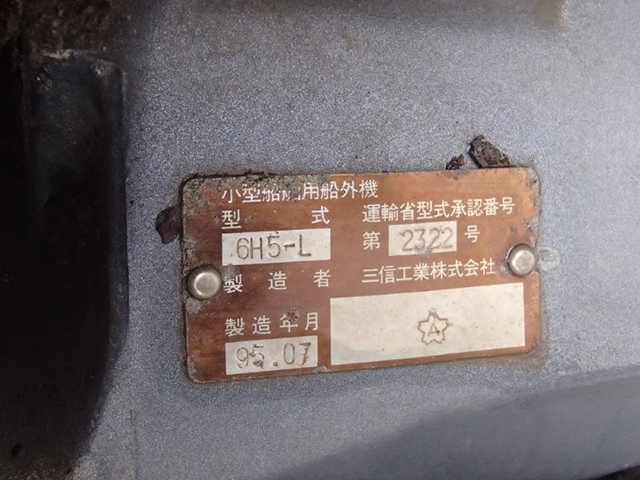 小型船舶用船外機
型式 運輸省型式承認番号
6H5-L 第 2322 号
製造者 三信工業株式会社
製造年月
95.07
A